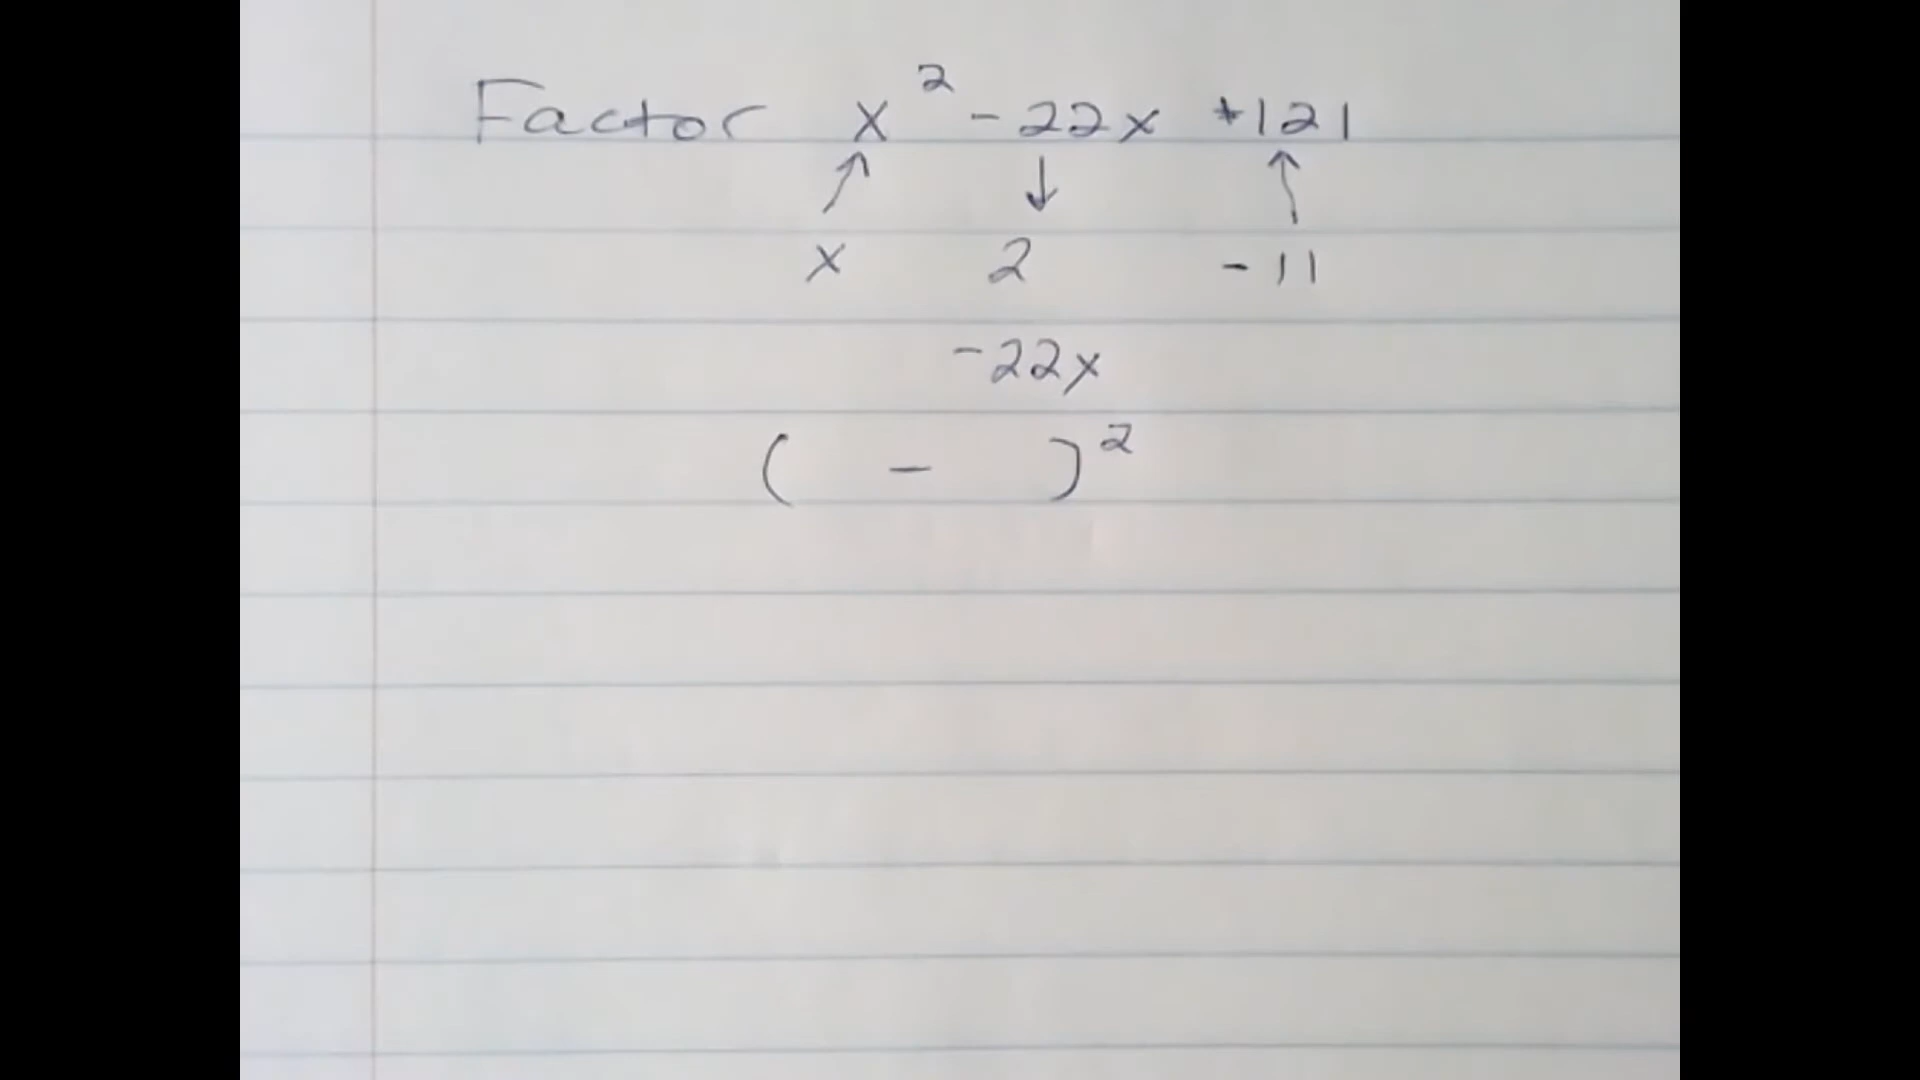 Factor x² - 22x + 121
↗ ↓ ↑
x 2 - 11
-22x
( - )²